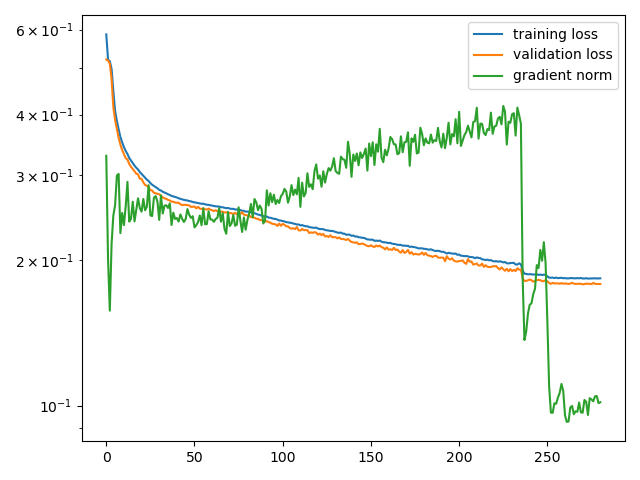 6 × 10⁻¹
4 × 10⁻¹
3 × 10⁻¹
2 × 10⁻¹
10⁻¹
0 50 100 150 200 250
training loss
validation loss
gradient norm